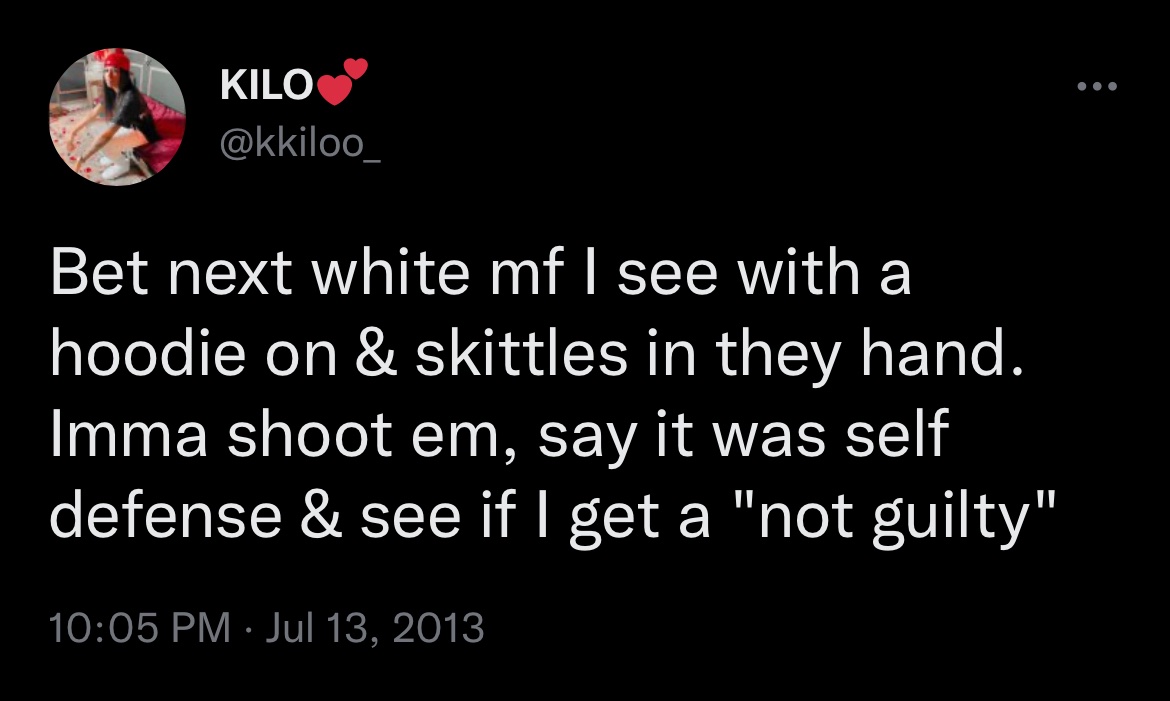 KILO💕
@kkiloo_
Bet next white mf I see with a
hoodie on & skittles in they hand.
Imma shoot em, say it was self
defense & see if I get a "not guilty"
10:05 PM · Jul 13, 2013